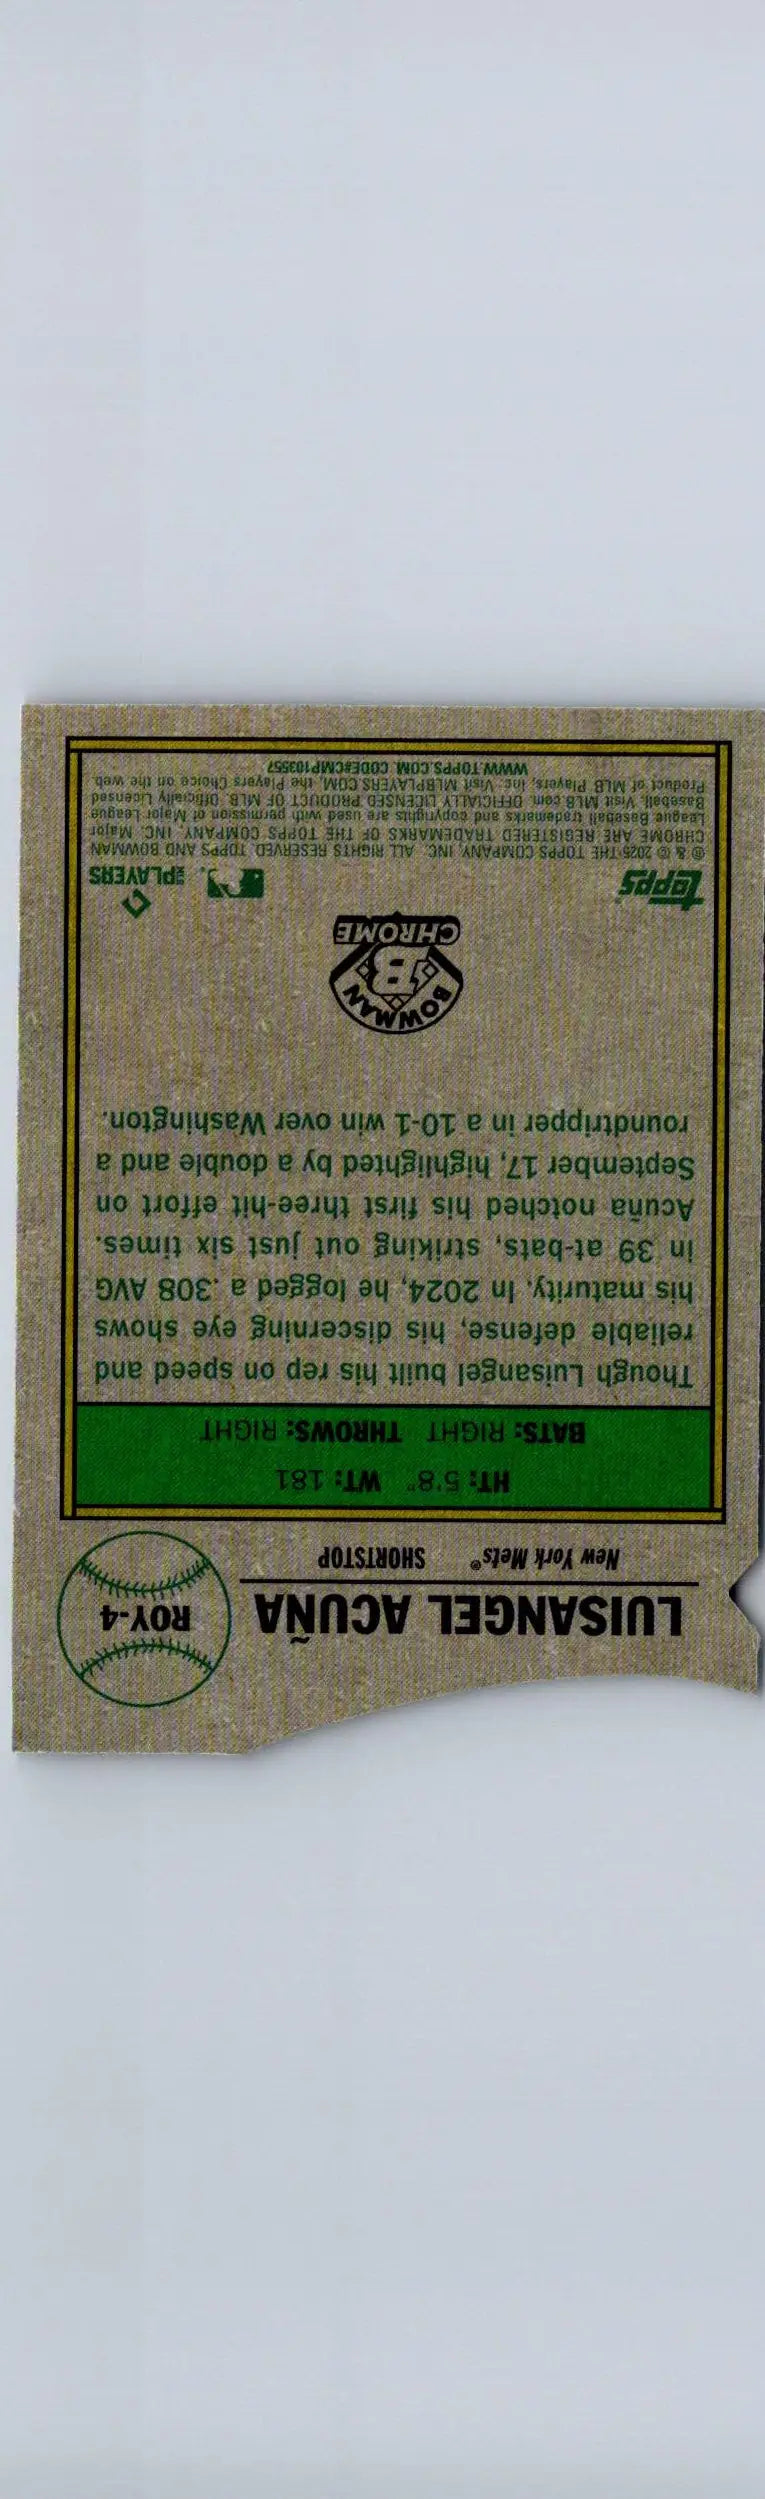 LUISANGEL ACUÑA
ROY-4
New York Mets® SHORTSTOP
HT: 5'8" WT: 181
BATS: RIGHT THROWS: RIGHT
Though Luisangel built his rep on speed and
reliable defense, his discerning eye shows
his maturity. In 2024, he logged a .308 AVG
in 39 at-bats, striking out just six times.
Acuña notched his first three-hit effort on
September 17, highlighted by a double and a
roundtripper in a 10-1 win over Washington.
BOWMAN
B
CHROME
topps
PLAYERS
® & © 2025 THE TOPPS COMPANY, INC. ALL RIGHTS RESERVED. TOPPS AND BOWMAN
CHROME ARE REGISTERED TRADEMARKS OF THE TOPPS COMPANY, INC. Major
League Baseball trademarks and copyrights are used with permission of Major League
Baseball. Visit MLB.com. OFFICIALLY LICENSED PRODUCT OF MLB. Officially Licensed
Product of MLB Players, Inc. Visit MLBPLAYERS.COM, the Players Choice on the web.
WWW.TOPPS.COM. CODE#CMP103557